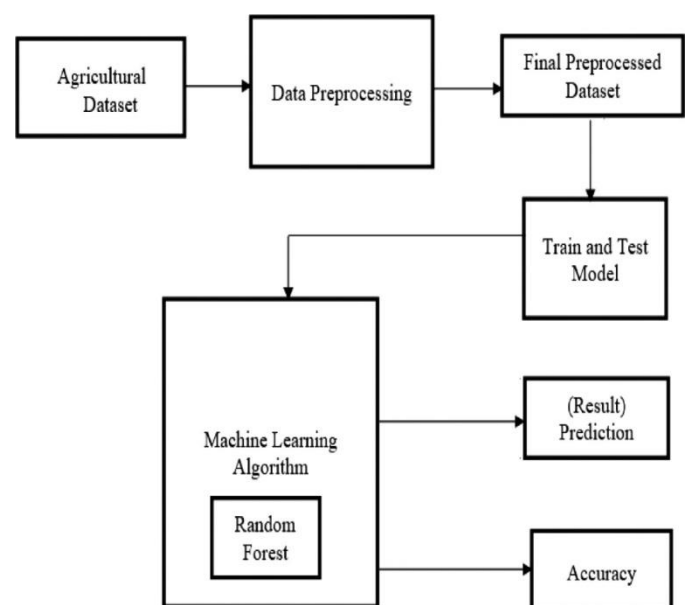 Agricultural
Dataset
Data Preprocessing
Final Preprocessed
Dataset
Train and Test
Model
Machine Learning
Algorithm
Random
Forest
(Result)
Prediction
Accuracy